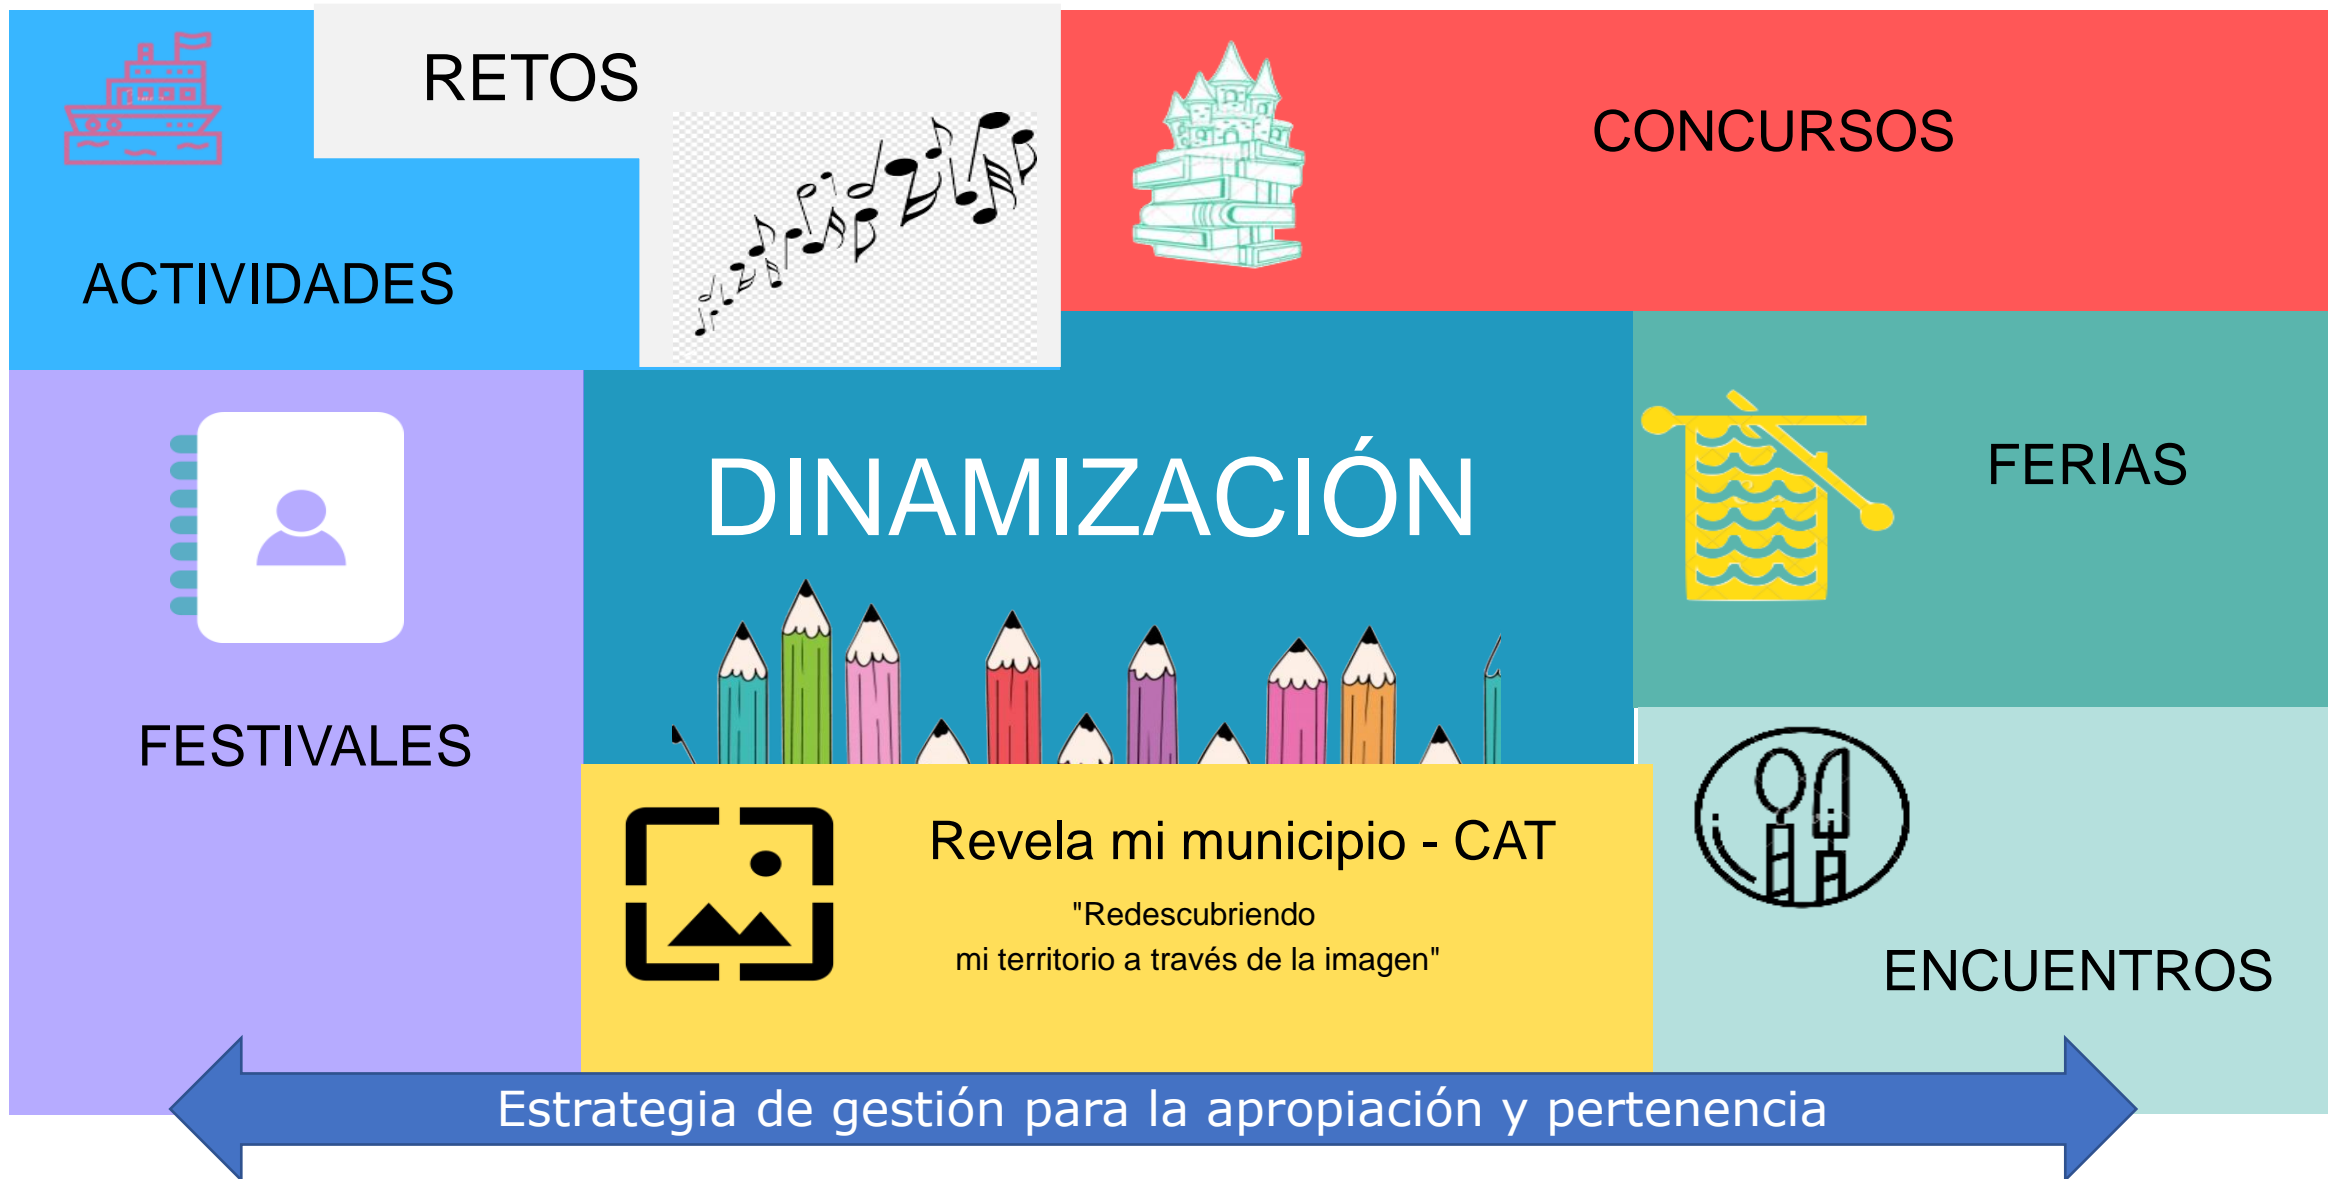 RETOS
CONCURSOS
ACTIVIDADES
DINAMIZACIÓN
FERIAS
FESTIVALES
Revela mi municipio - CAT
"Redescubriendo
mi territorio a través de la imagen"
ENCUENTROS
Estrategia de gestión para la apropiación y pertenencia